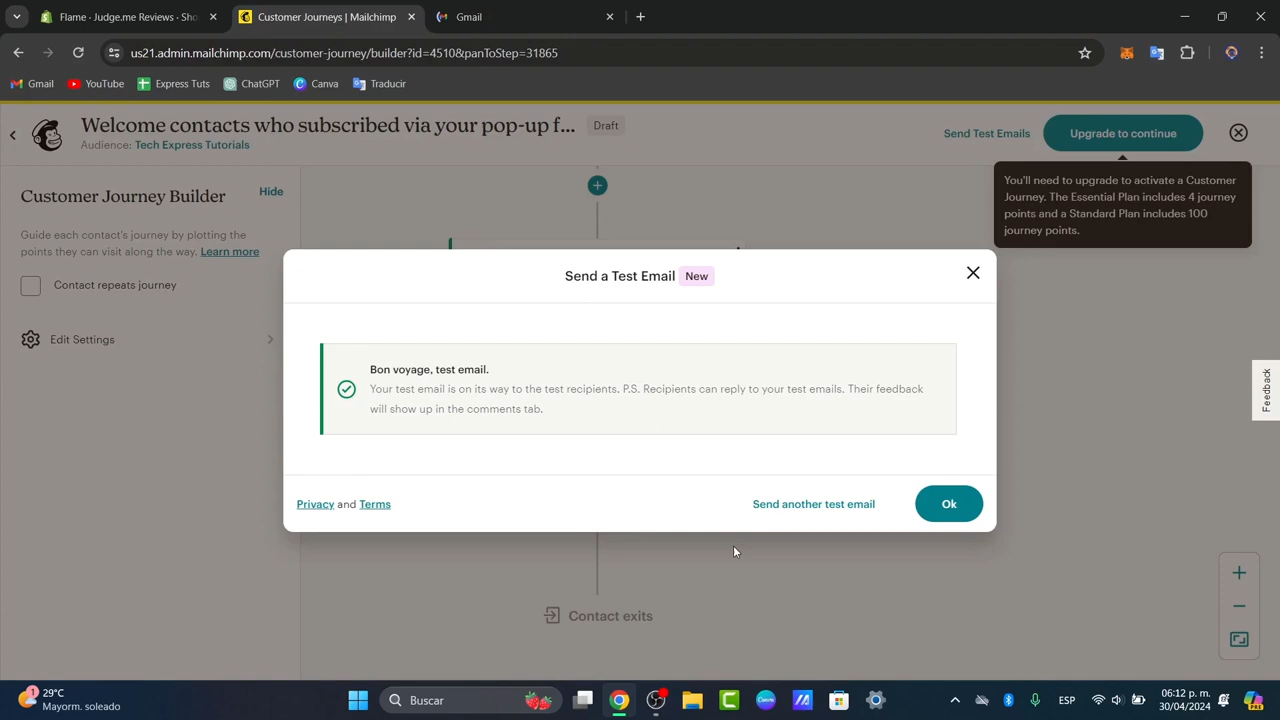 Flame · Judge.me Reviews · Sho
Customer Journeys | Mailchimp
Gmail
us21.admin.mailchimp.com/customer-journey/builder?id=4510&panToStep=31865
Gmail
YouTube
Express Tuts
ChatGPT
Canva
Traducir
Welcome contacts who subscribed via your pop-up f...
Draft
Audience: Tech Express Tutorials
Send Test Emails
Upgrade to continue
You'll need to upgrade to activate a Customer
Journey. The Essential Plan includes 4 journey
points and a Standard Plan includes 100
journey points.
Customer Journey Builder
Hide
Guide each contact's journey by plotting the
points they can visit along the way. Learn more
Contact repeats journey
Edit Settings
Send a Test Email New
Bon voyage, test email.
Your test email is on its way to the test recipients. P.S. Recipients can reply to your test emails. Their feedback
will show up in the comments tab.
Privacy and Terms
Send another test email
Ok
Contact exits
Feedback
1
29°C
Mayorm. soleado
Buscar
ESP
06:12 p. m.
30/04/2024
PRE